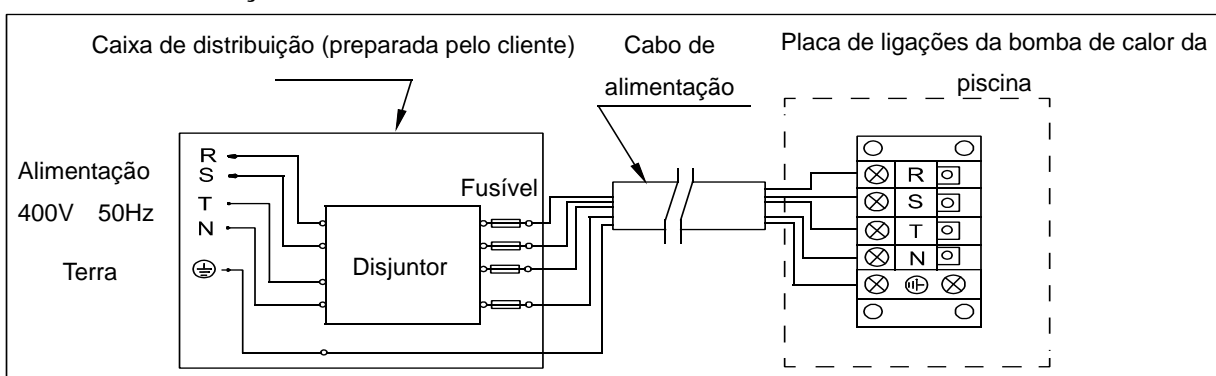 Caixa de distribuição (preparada pelo cliente)
Cabo de
alimentação
Placa de ligações da bomba de calor da
piscina
Alimentação
400V 50Hz
Terra
R
S
T
N
Disjuntor
Fusível
R
S
T
N